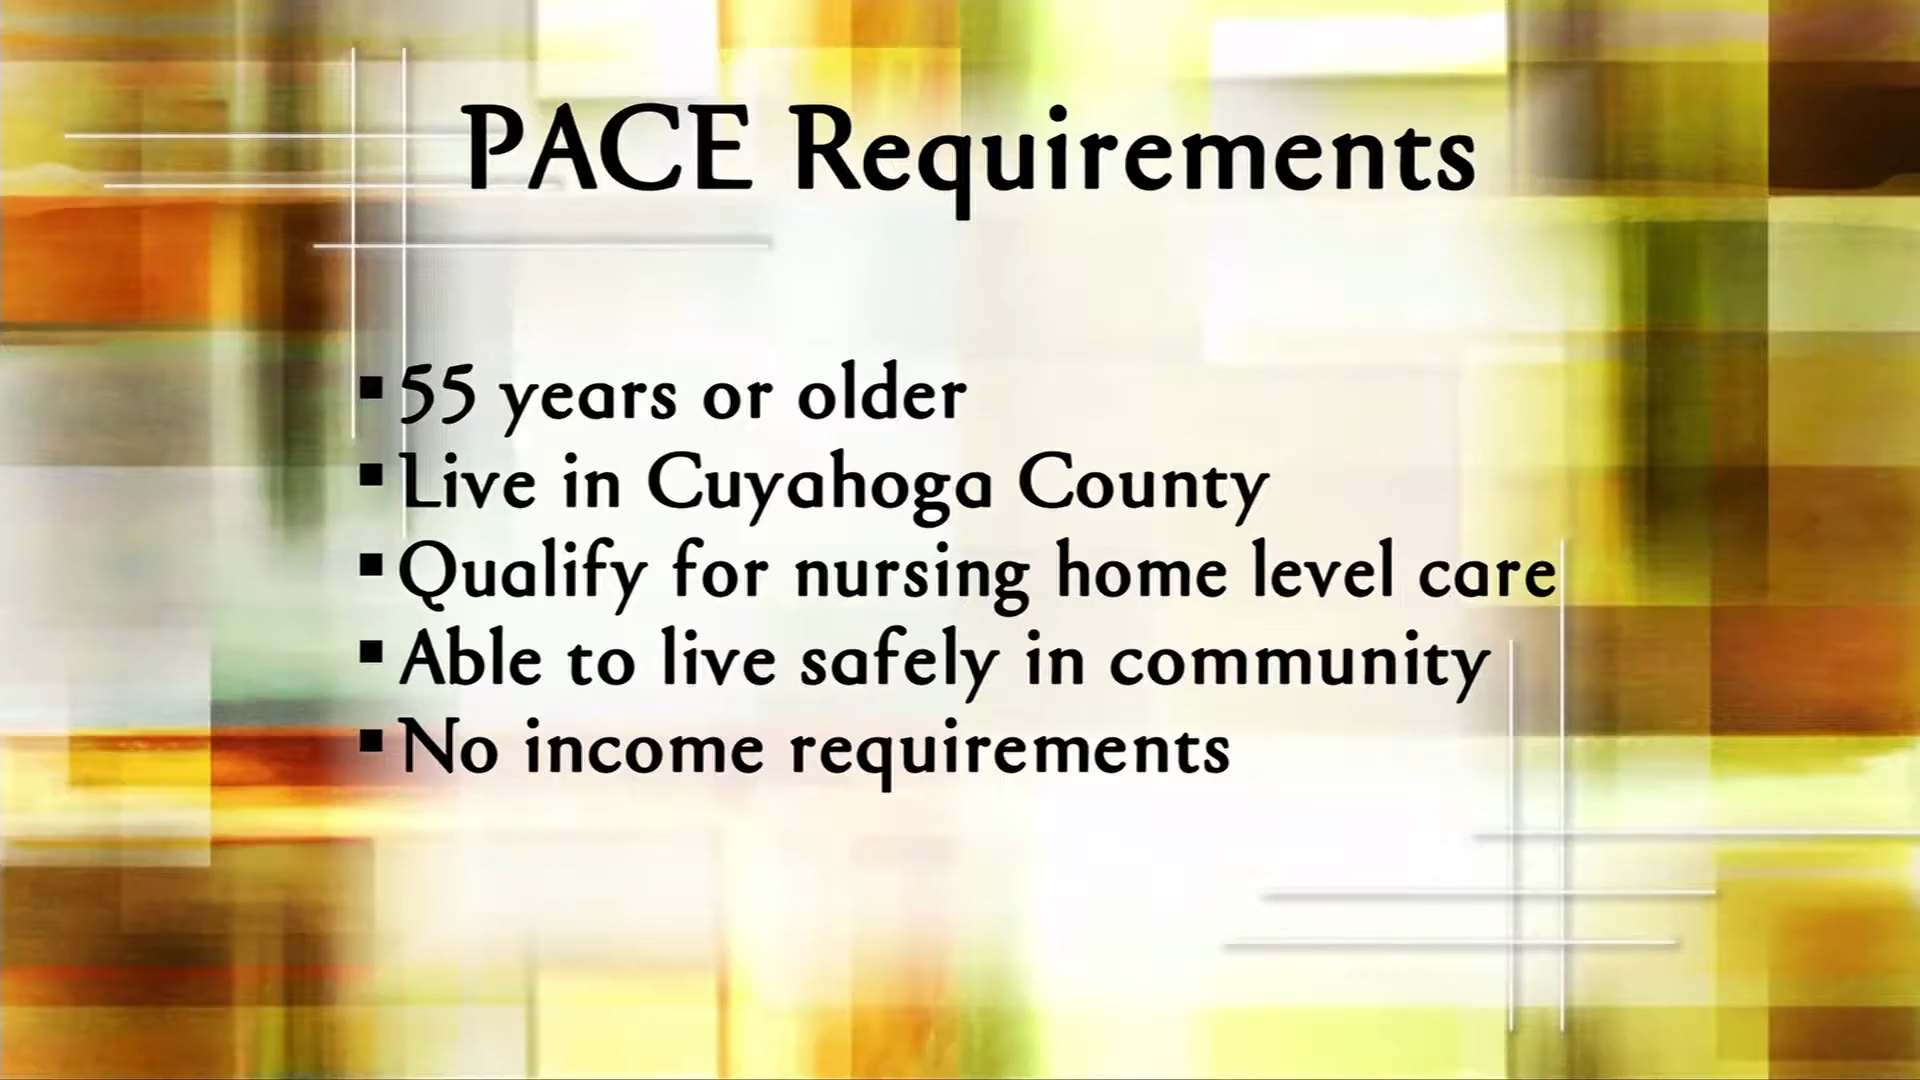 PACE Requirements
▪ 55 years or older
▪ Live in Cuyahoga County
▪ Qualify for nursing home level care
▪ Able to live safely in community
▪ No income requirements